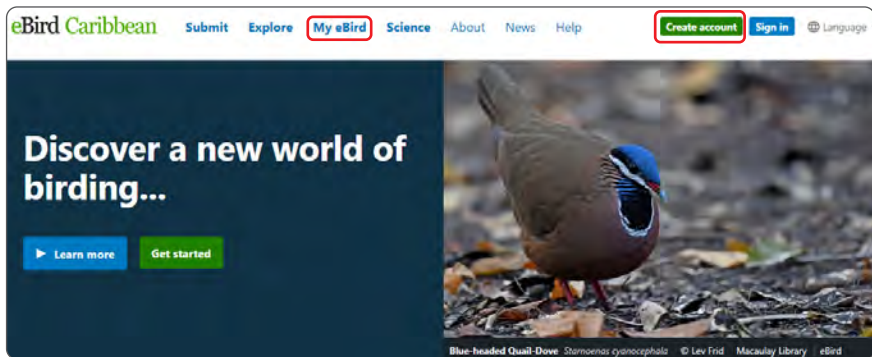 eBird Caribbean Submit Explore My eBird Science About News Help Create account Sign in Language
Discover a new world of
birding...
Learn more Get started
Blue-headed Quail-Dove Starnoenas cyanocephala © Lev Frid Macaulay Library eBird